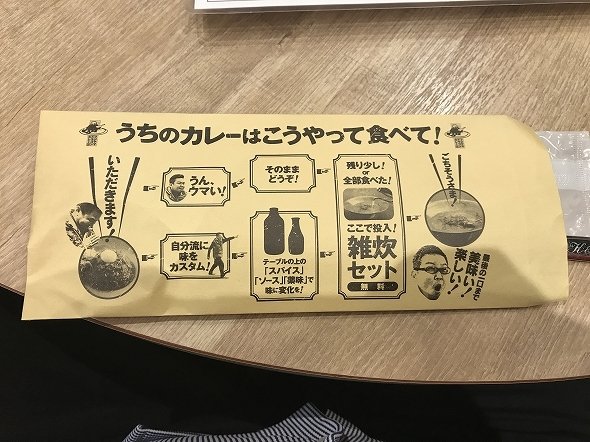 うちのカレーはこうやって食べて!
いただきます!
うん、
ウマい!
そのまま
どうぞ!
自分流に
味を
カスタム!
テーブルの上の
「スパイス」
「ソース」「薬味」で
味に変化を!
残り少し!
or
全部食べた!
ここで投入!
雑炊
セット
無料
ごちそうさま!
最後の一口まで
美味い!
楽しい!